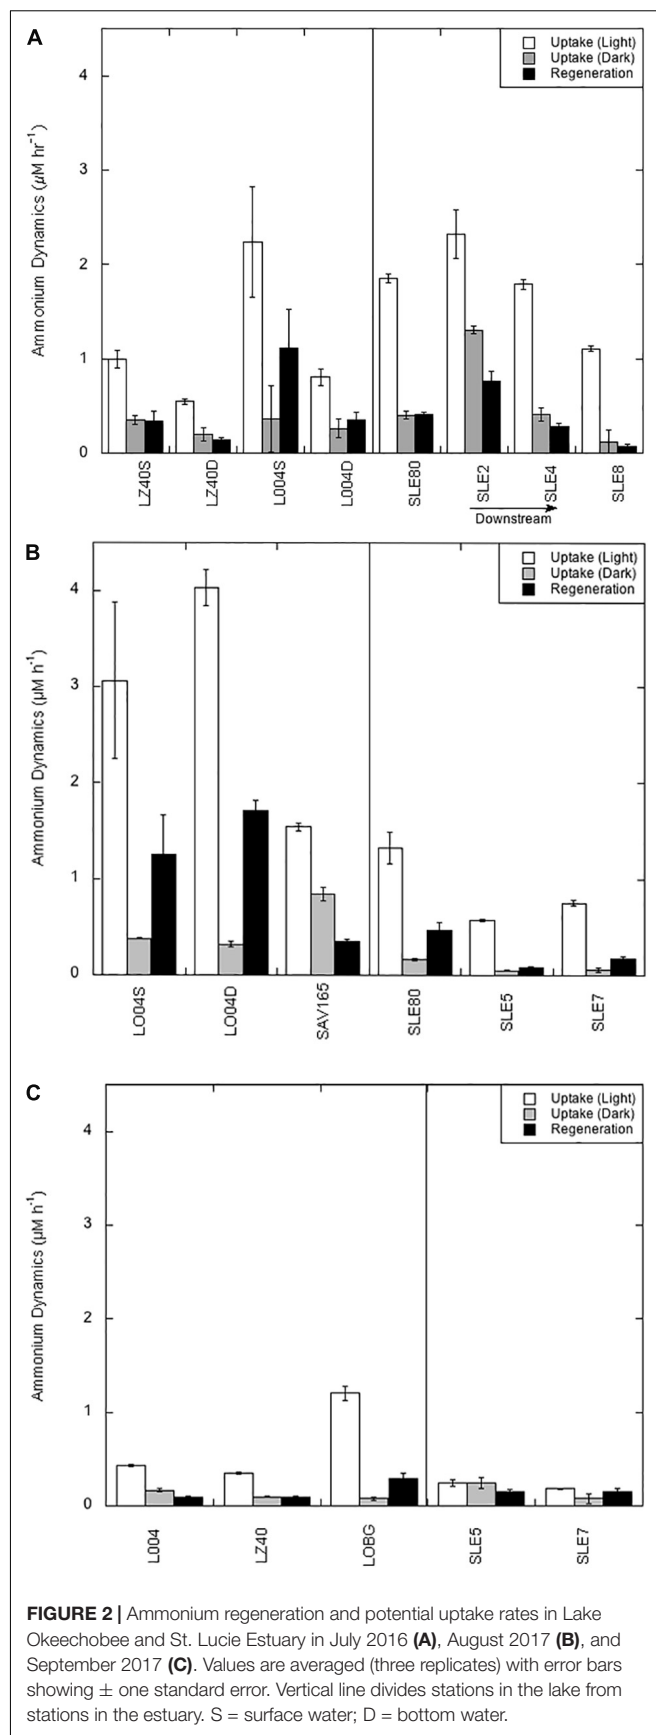 A
Uptake (Light)
Uptake (Dark)
Regeneration
4
3
2
1
0
Ammonium Dynamics (µM hr⁻¹)
LZ40S
LZ40D
L004S
L004D
SLE80
SLE2
SLE4
SLE8
Downstream
B
Uptake (Light)
Uptake (Dark)
Regeneration
4
3
2
1
0
Ammonium Dynamics (µM h⁻¹)
LO04S
LO04D
SAV165
SLE80
SLE5
SLE7
C
Uptake (Light)
Uptake (Dark)
Regeneration
4
3
2
1
0
Ammonium Dynamics (µM h⁻¹)
L004
LZ40
LOBG
SLE5
SLE7
FIGURE 2 | Ammonium regeneration and potential uptake rates in Lake
Okeechobee and St. Lucie Estuary in July 2016 (A), August 2017 (B), and
September 2017 (C). Values are averaged (three replicates) with error bars
showing ± one standard error. Vertical line divides stations in the lake from
stations in the estuary. S = surface water; D = bottom water.